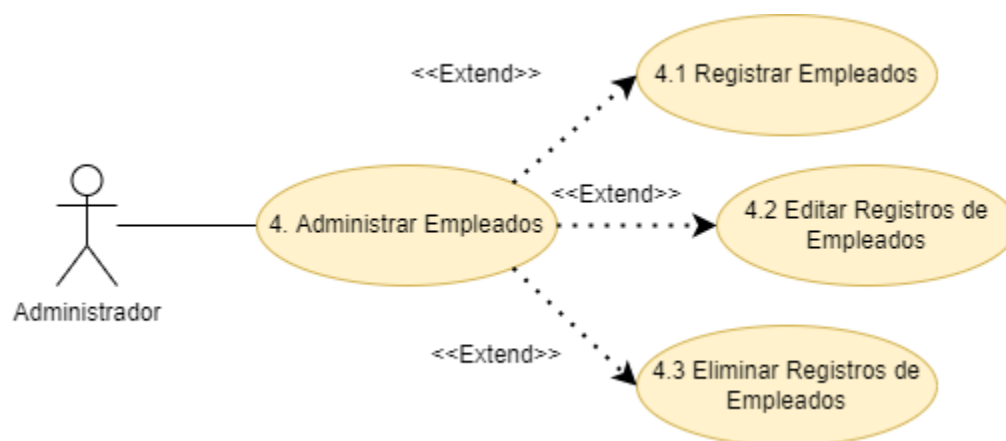 <<Extend>>
4.1 Registrar Empleados
<<Extend>>
4. Administrar Empleados
4.2 Editar Registros de
Empleados
Administrador
<<Extend>>
4.3 Eliminar Registros de
Empleados